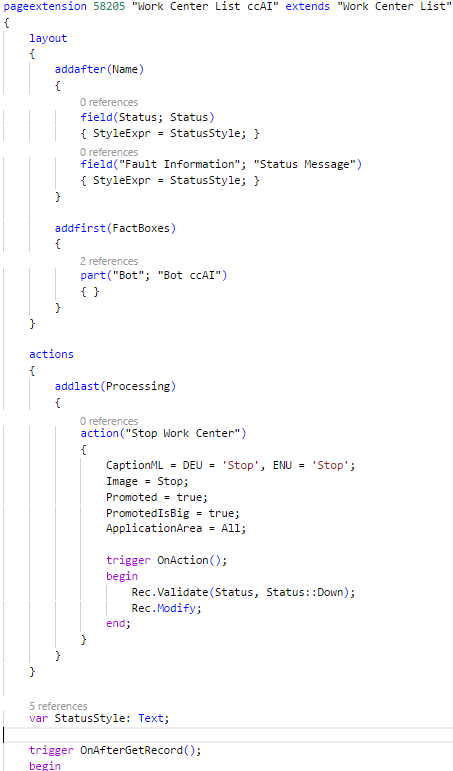 pageextension 58205 "Work Center List ccAI" extends "Work Center List"
{
layout
{
addafter(Name)
{
0 references
field(Status; Status)
{ StyleExpr = StatusStyle; }
0 references
field("Fault Information"; "Status Message")
{ StyleExpr = StatusStyle; }
}
addfirst(FactBoxes)
{
2 references
part("Bot"; "Bot ccAI")
{ }
}
}
actions
{
addlast(Processing)
{
0 references
action("Stop Work Center")
{
CaptionML = DEU = 'Stop', ENU = 'Stop';
Image = Stop;
Promoted = true;
PromotedIsBig = true;
ApplicationArea = All;
trigger OnAction();
begin
Rec.Validate(Status, Status::Down);
Rec.Modify;
end;
}
}
}
5 references
var StatusStyle: Text;
trigger OnAfterGetRecord();
begin